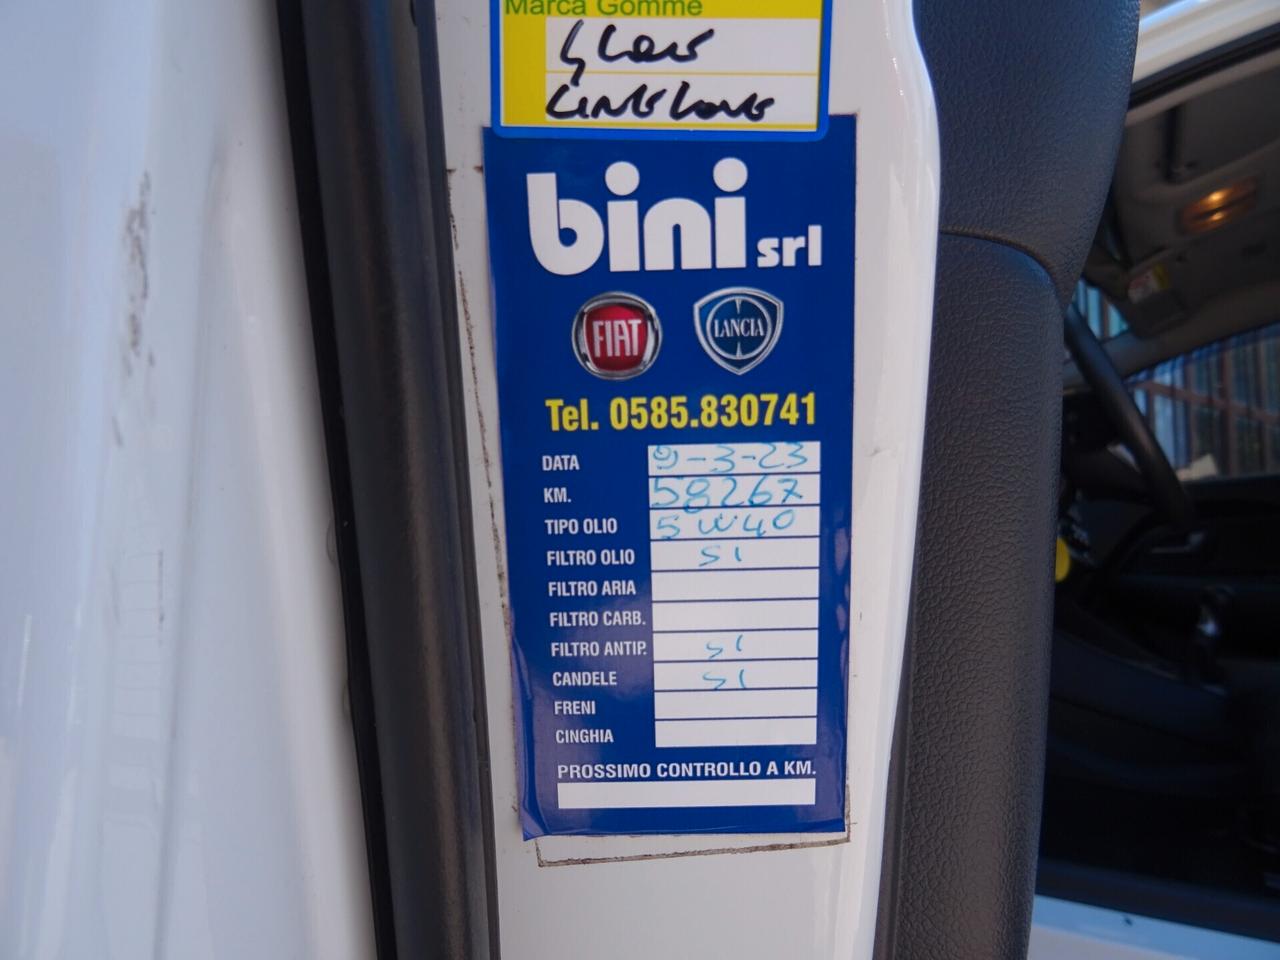 Marca Gomme
LINGLONG
bini srl
FIAT
LANCIA
Tel. 0585.830741
DATA 9-3-23
KM. 58267
TIPO OLIO 5W40
FILTRO OLIO SI
FILTRO ARIA
FILTRO CARB.
FILTRO ANTIP. SI
CANDELE SI
FRENI
CINGHIA
PROSSIMO CONTROLLO A KM.